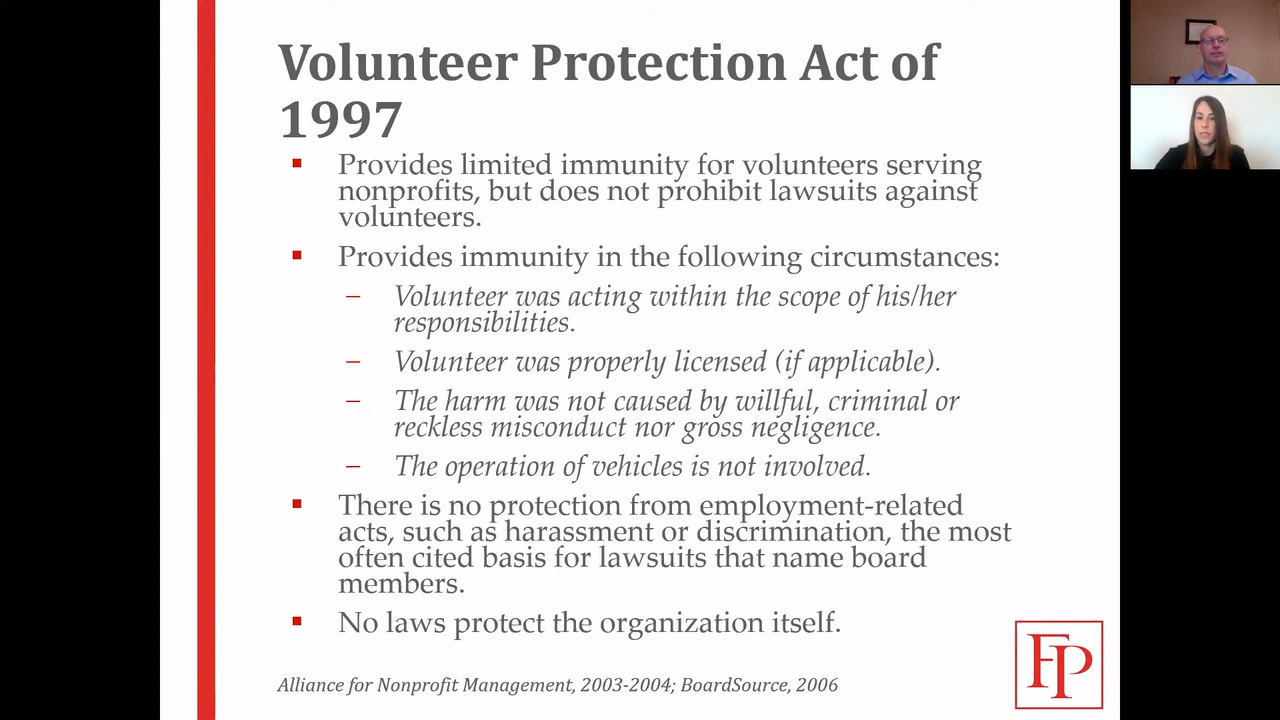 Volunteer Protection Act of
1997
▪ Provides limited immunity for volunteers serving
nonprofits, but does not prohibit lawsuits against
volunteers.
▪ Provides immunity in the following circumstances:
– Volunteer was acting within the scope of his/her
responsibilities.
– Volunteer was properly licensed (if applicable).
– The harm was not caused by willful, criminal or
reckless misconduct nor gross negligence.
– The operation of vehicles is not involved.
▪ There is no protection from employment-related
acts, such as harassment or discrimination, the most
often cited basis for lawsuits that name board
members.
▪ No laws protect the organization itself.
Alliance for Nonprofit Management, 2003-2004; BoardSource, 2006
FP